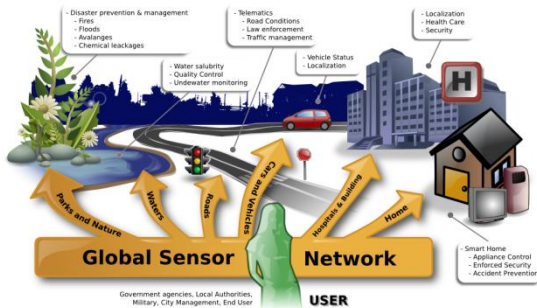 - Disaster prevention & management
- Fires
- Floods
- Avalanges
- Chemical leackages
- Water salubrity
- Quality Control
- Undewater monitoring
- Telematics
- Road Conditions
- Law enforcement
- Traffic management
- Vehicle Status
- Localization
- Localization
- Health Care
- Security
H
Parks and Nature
Waters
Roads
Cars and Vehicles
Hospitals & Building
Home
Global Sensor Network
- Smart Home
- Appliance Control
- Enforced Security
- Accident Prevention
Government agencies, Local Authorities,
Military, City Management, End User
USER